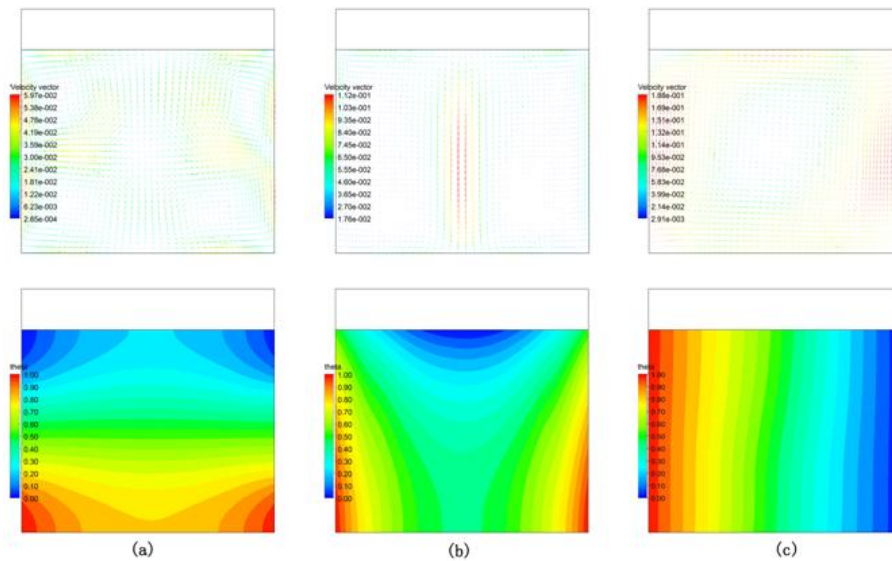 Velocity vector
5.97e-002
5.38e-002
4.78e-002
4.19e-002
3.59e-002
3.00e-002
2.41e-002
1.81e-002
1.22e-002
6.23e-003
2.85e-004
Velocity vector
1.12e-001
1.03e-001
9.35e-002
8.40e-002
7.45e-002
6.50e-002
5.55e-002
4.60e-002
3.65e-002
2.70e-002
1.76e-002
Velocity vector
1.88e-001
1.69e-001
1.51e-001
1.32e-001
1.14e-001
9.53e-002
7.68e-002
5.83e-002
3.99e-002
2.14e-002
2.91e-003
theta
1.00
0.90
0.80
0.70
0.60
0.50
0.40
0.30
0.20
0.10
0.00
theta
1.00
0.90
0.80
0.70
0.60
0.50
0.40
0.30
0.20
0.10
0.00
theta
1.00
0.90
0.80
0.70
0.60
0.50
0.40
0.30
0.20
0.10
0.00
(a) (b) (c)